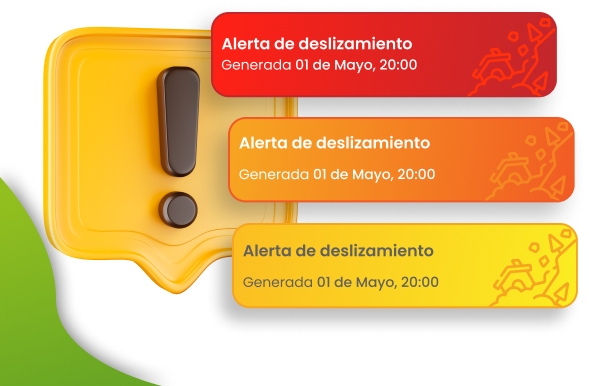 Alerta de deslizamiento
Generada 01 de Mayo, 20:00
Alerta de deslizamiento
Generada 01 de Mayo, 20:00
Alerta de deslizamiento
Generada 01 de Mayo, 20:00